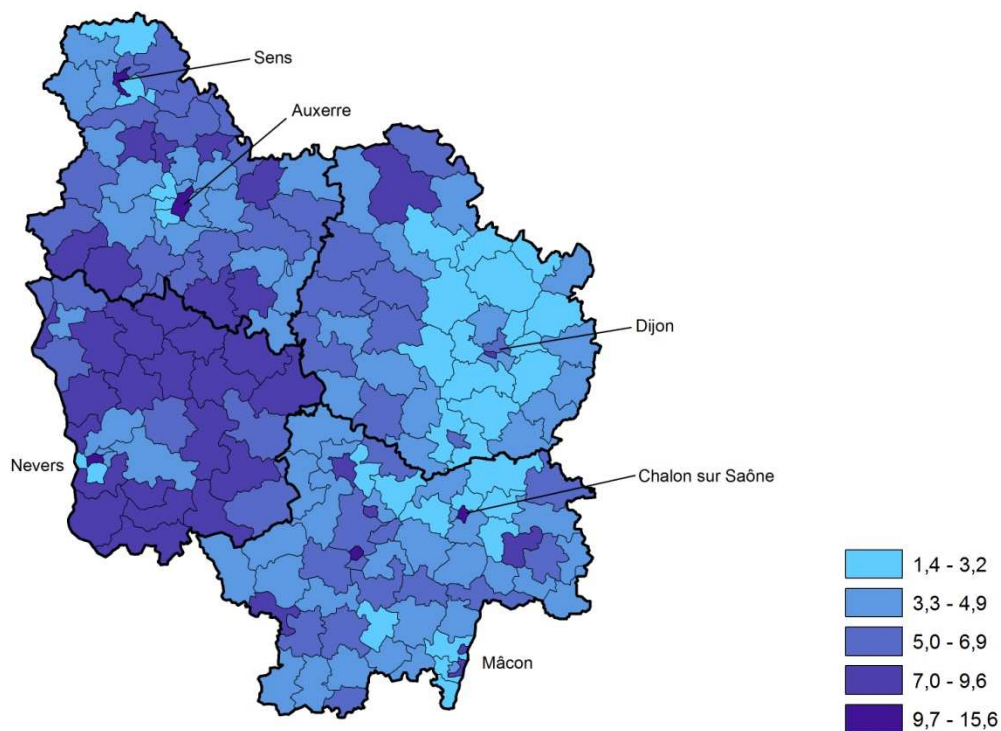 Sens
Auxerre
Dijon
Nevers
Chalon sur Saône
Mâcon
1,4 - 3,2
3,3 - 4,9
5,0 - 6,9
7,0 - 9,6
9,7 - 15,6